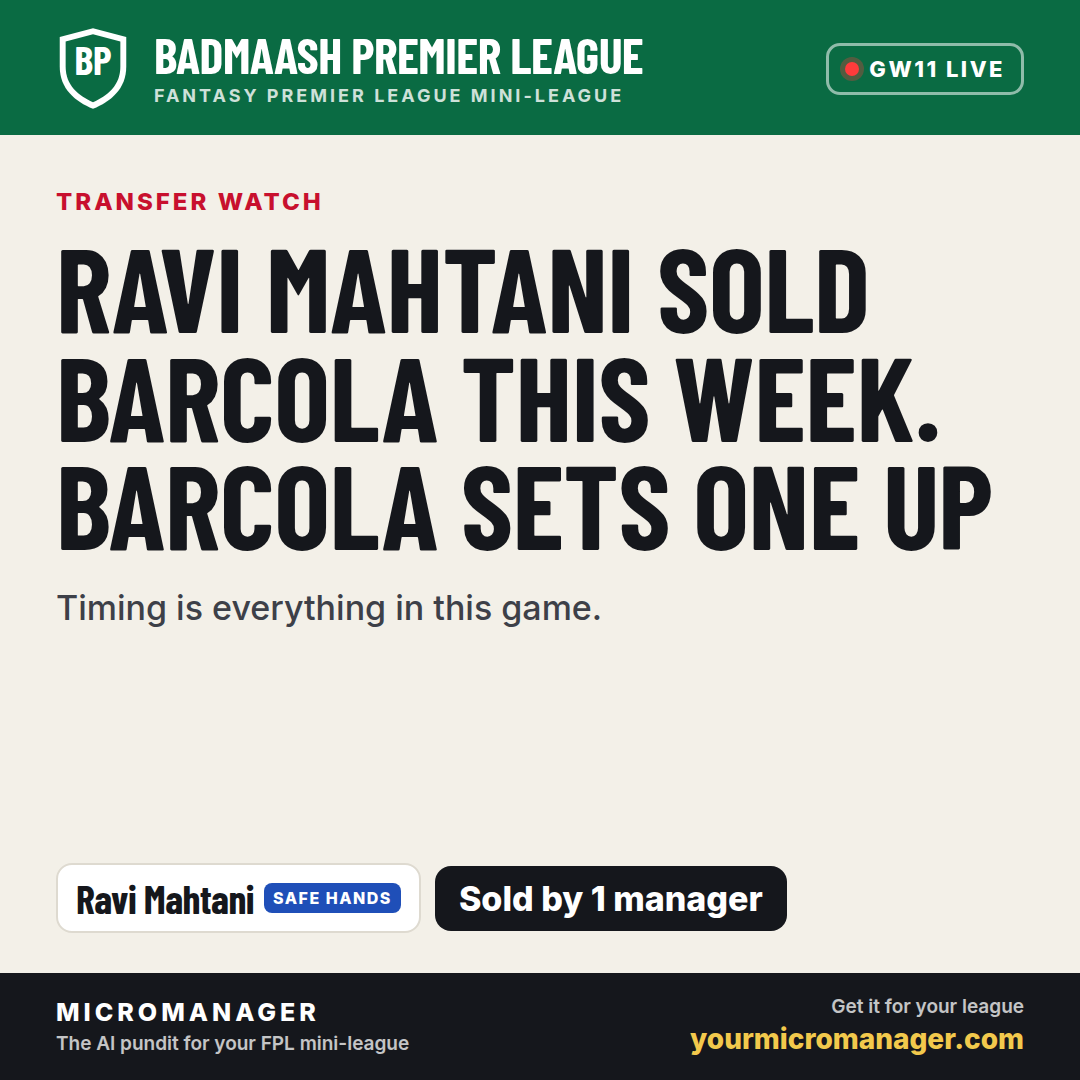 BP
BADMAASH PREMIER LEAGUE
FANTASY PREMIER LEAGUE MINI-LEAGUE
GW11 LIVE
TRANSFER WATCH
RAVI MAHTANI SOLD
BARCOLA THIS WEEK.
BARCOLA SETS ONE UP
Timing is everything in this game.
Ravi Mahtani SAFE HANDS
Sold by 1 manager
MICROMANAGER
The AI pundit for your FPL mini-league
Get it for your league
yourmicromanager.com